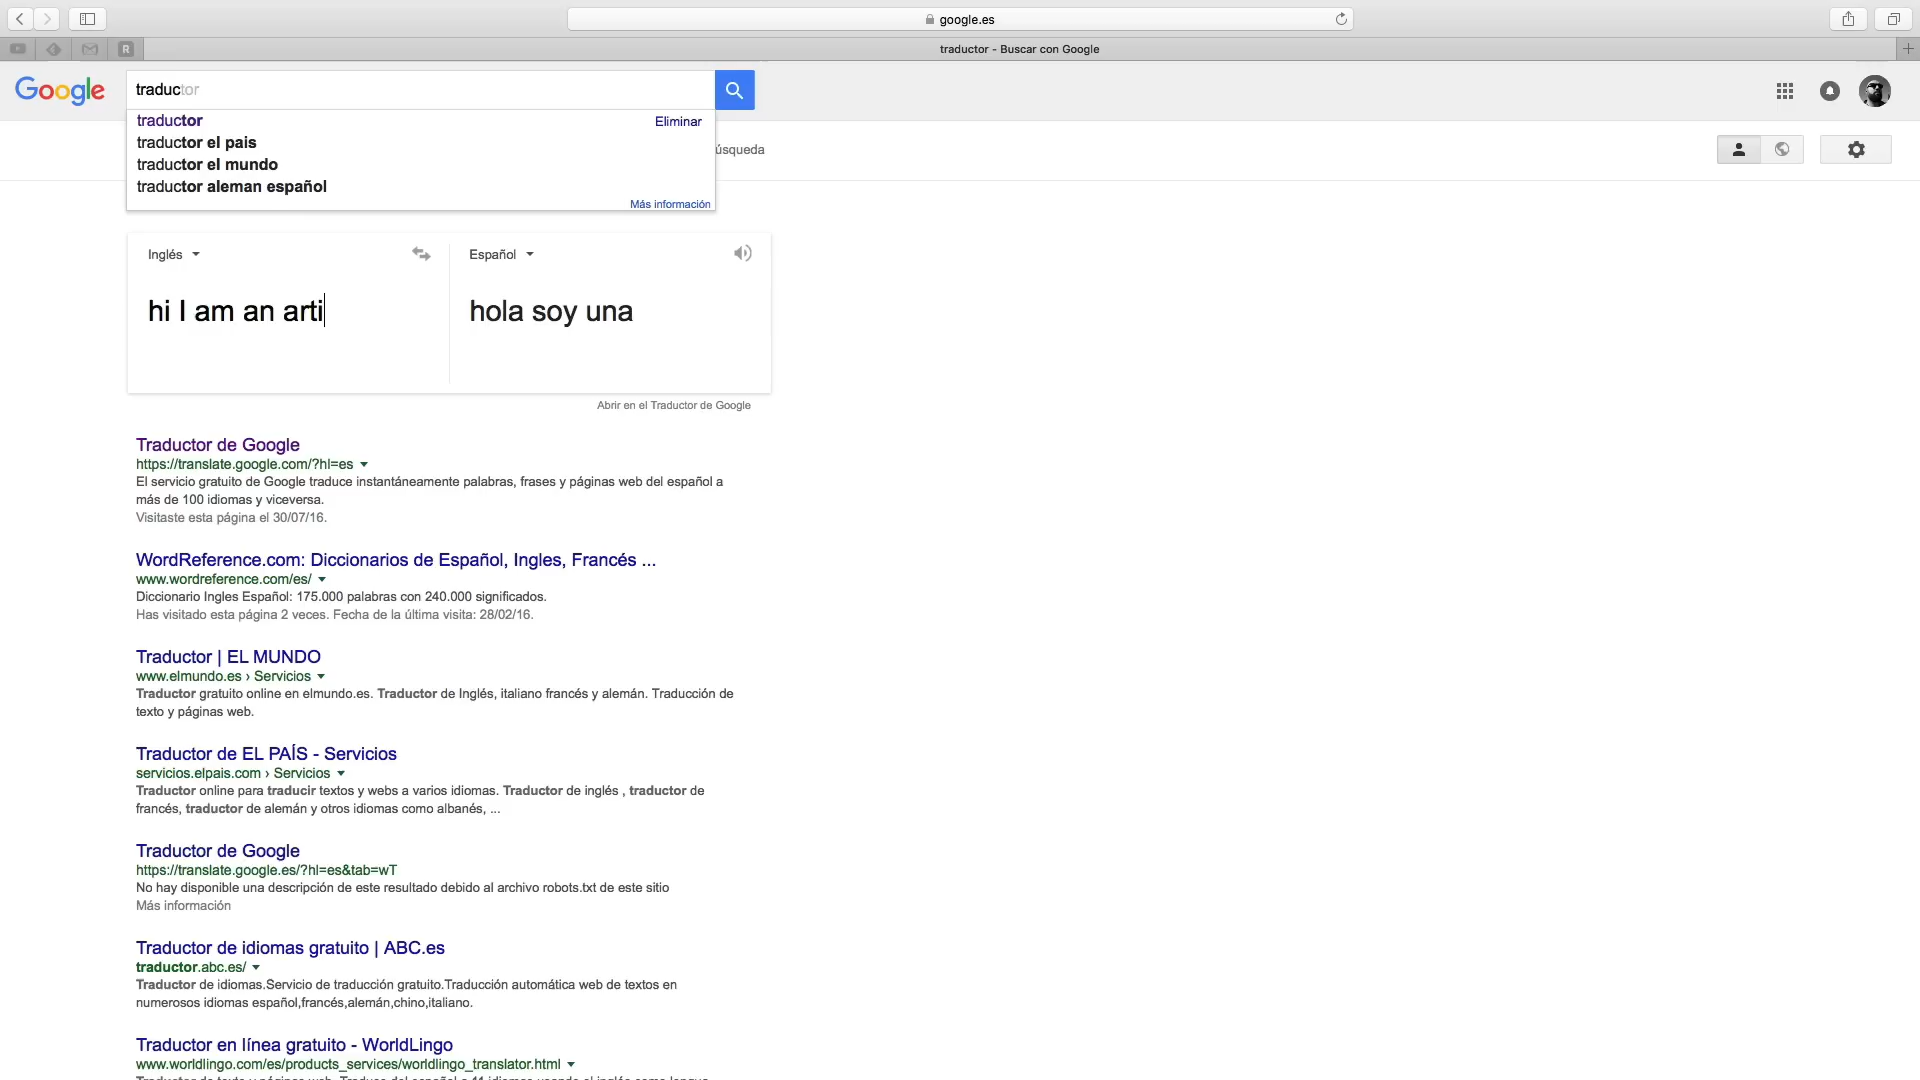 google.es
R
traductor - Buscar con Google
Google
traductor
traductor
Eliminar
traductor el pais
traductor el mundo
traductor aleman español
Más información
úsqueda
Inglés
Español
hi I am an arti
hola soy una
Abrir en el Traductor de Google
Traductor de Google
https://translate.google.com/?hl=es
El servicio gratuito de Google traduce instantáneamente palabras, frases y páginas web del español a
más de 100 idiomas y viceversa.
Visitaste esta página el 30/07/16.
WordReference.com: Diccionarios de Español, Ingles, Francés ...
www.wordreference.com/es/
Diccionario Ingles Español: 175.000 palabras con 240.000 significados.
Has visitado esta página 2 veces. Fecha de la última visita: 28/02/16.
Traductor | EL MUNDO
www.elmundo.es › Servicios
Traductor gratuito online en elmundo.es. Traductor de Inglés, italiano francés y alemán. Traducción de
texto y páginas web.
Traductor de EL PAÍS - Servicios
servicios.elpais.com › Servicios
Traductor online para traducir textos y webs a varios idiomas. Traductor de inglés , traductor de
francés, traductor de alemán y otros idiomas como albanés, ...
Traductor de Google
https://translate.google.es/?hl=es&tab=wT
No hay disponible una descripción de este resultado debido al archivo robots.txt de este sitio
Más información
Traductor de idiomas gratuito | ABC.es
traductor.abc.es/
Traductor de idiomas.Servicio de traducción gratuito.Traducción automática web de textos en
numerosos idiomas español,francés,alemán,chino,italiano.
Traductor en línea gratuito - WorldLingo
www.worldlingo.com/es/products_services/worldlingo_translator.html